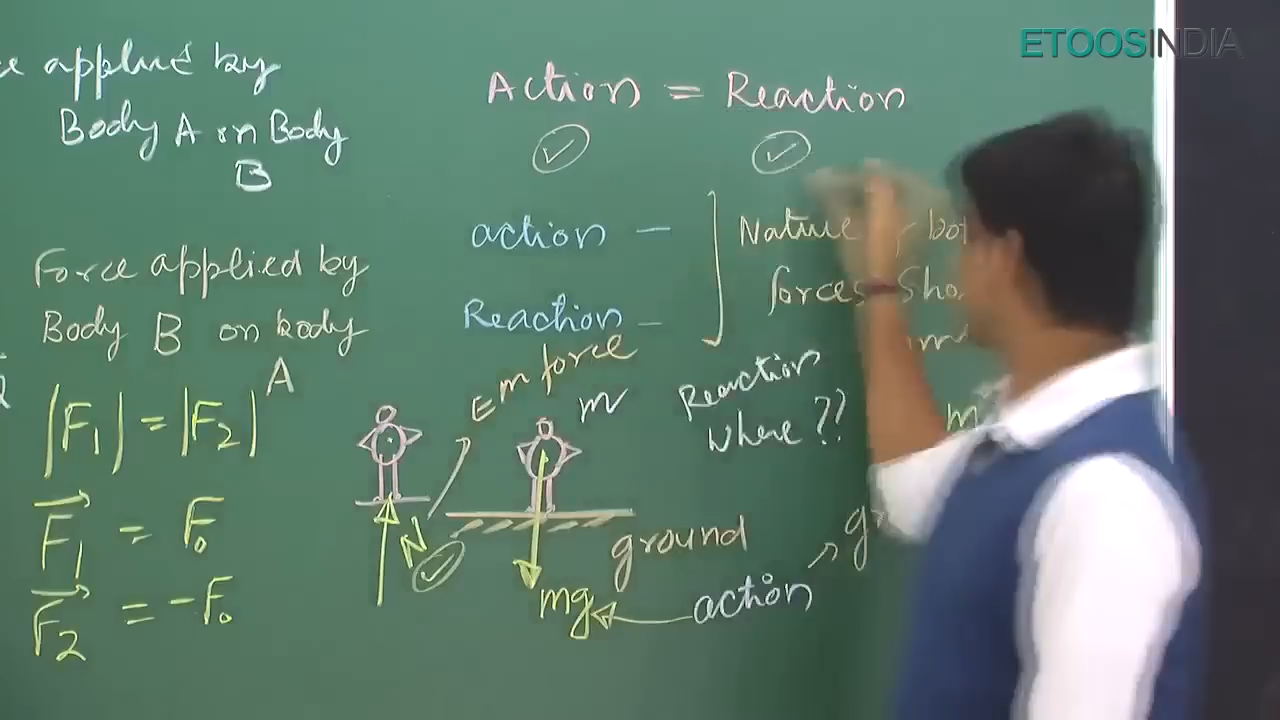 ETOOSINDIA
applied by
Body A on Body
B
Force applied by
Body B on body
A
|F₁| = |F₂|
F₁ = F₀
F₂ = -F₀
Action = Reaction
action —
Reaction —
Nature
forces
Em force
m
Reaction
where ??
N
ground
mg
action